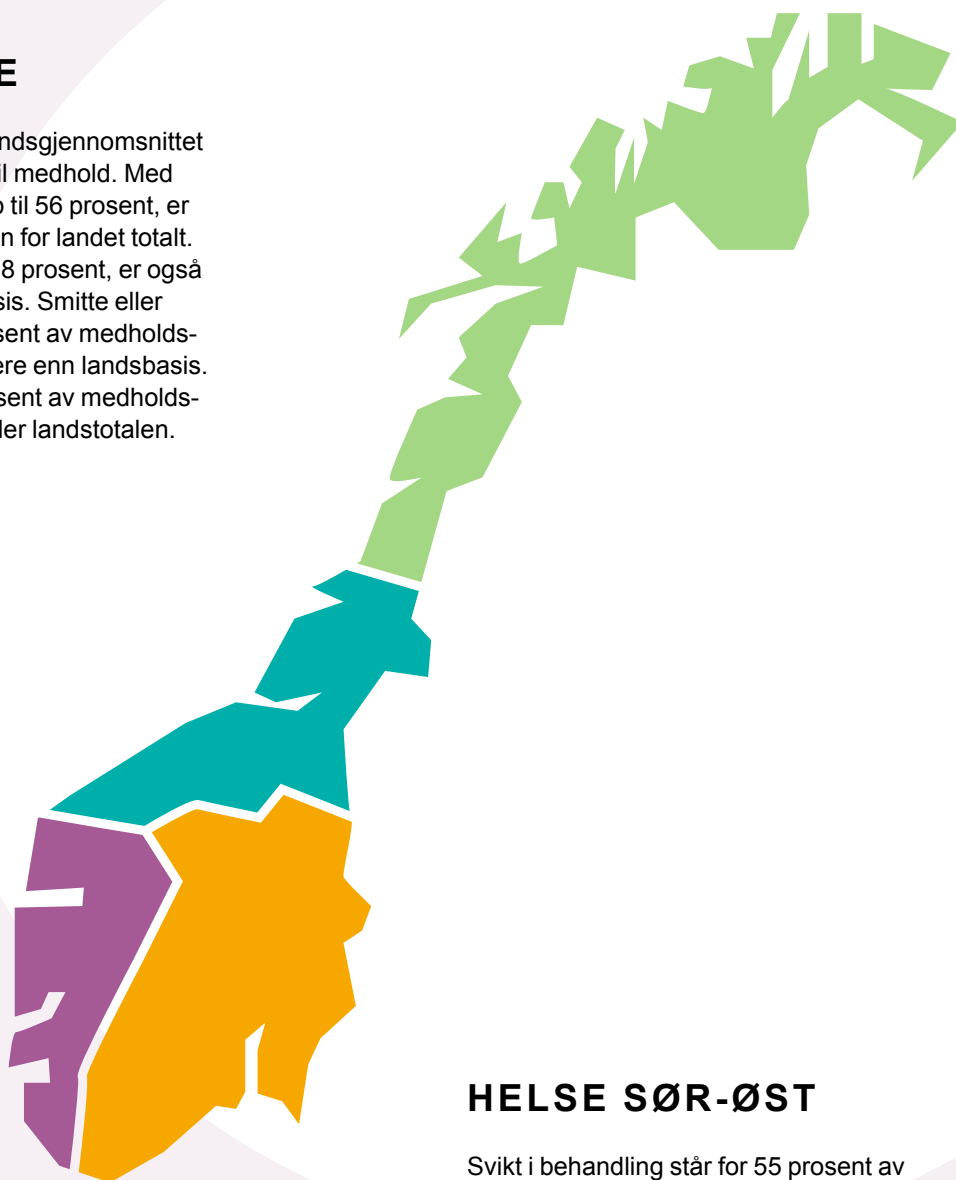 E
ndsgjennomsnittet
il medhold. Med
til 56 prosent, er
n for landet totalt.
8 prosent, er også
sis. Smitte eller
sent av medholds-
ere enn landsbasis.
sent av medholds-
der landstotalen.
HELSE SØR-ØST
Svikt i behandling står for 55 prosent av